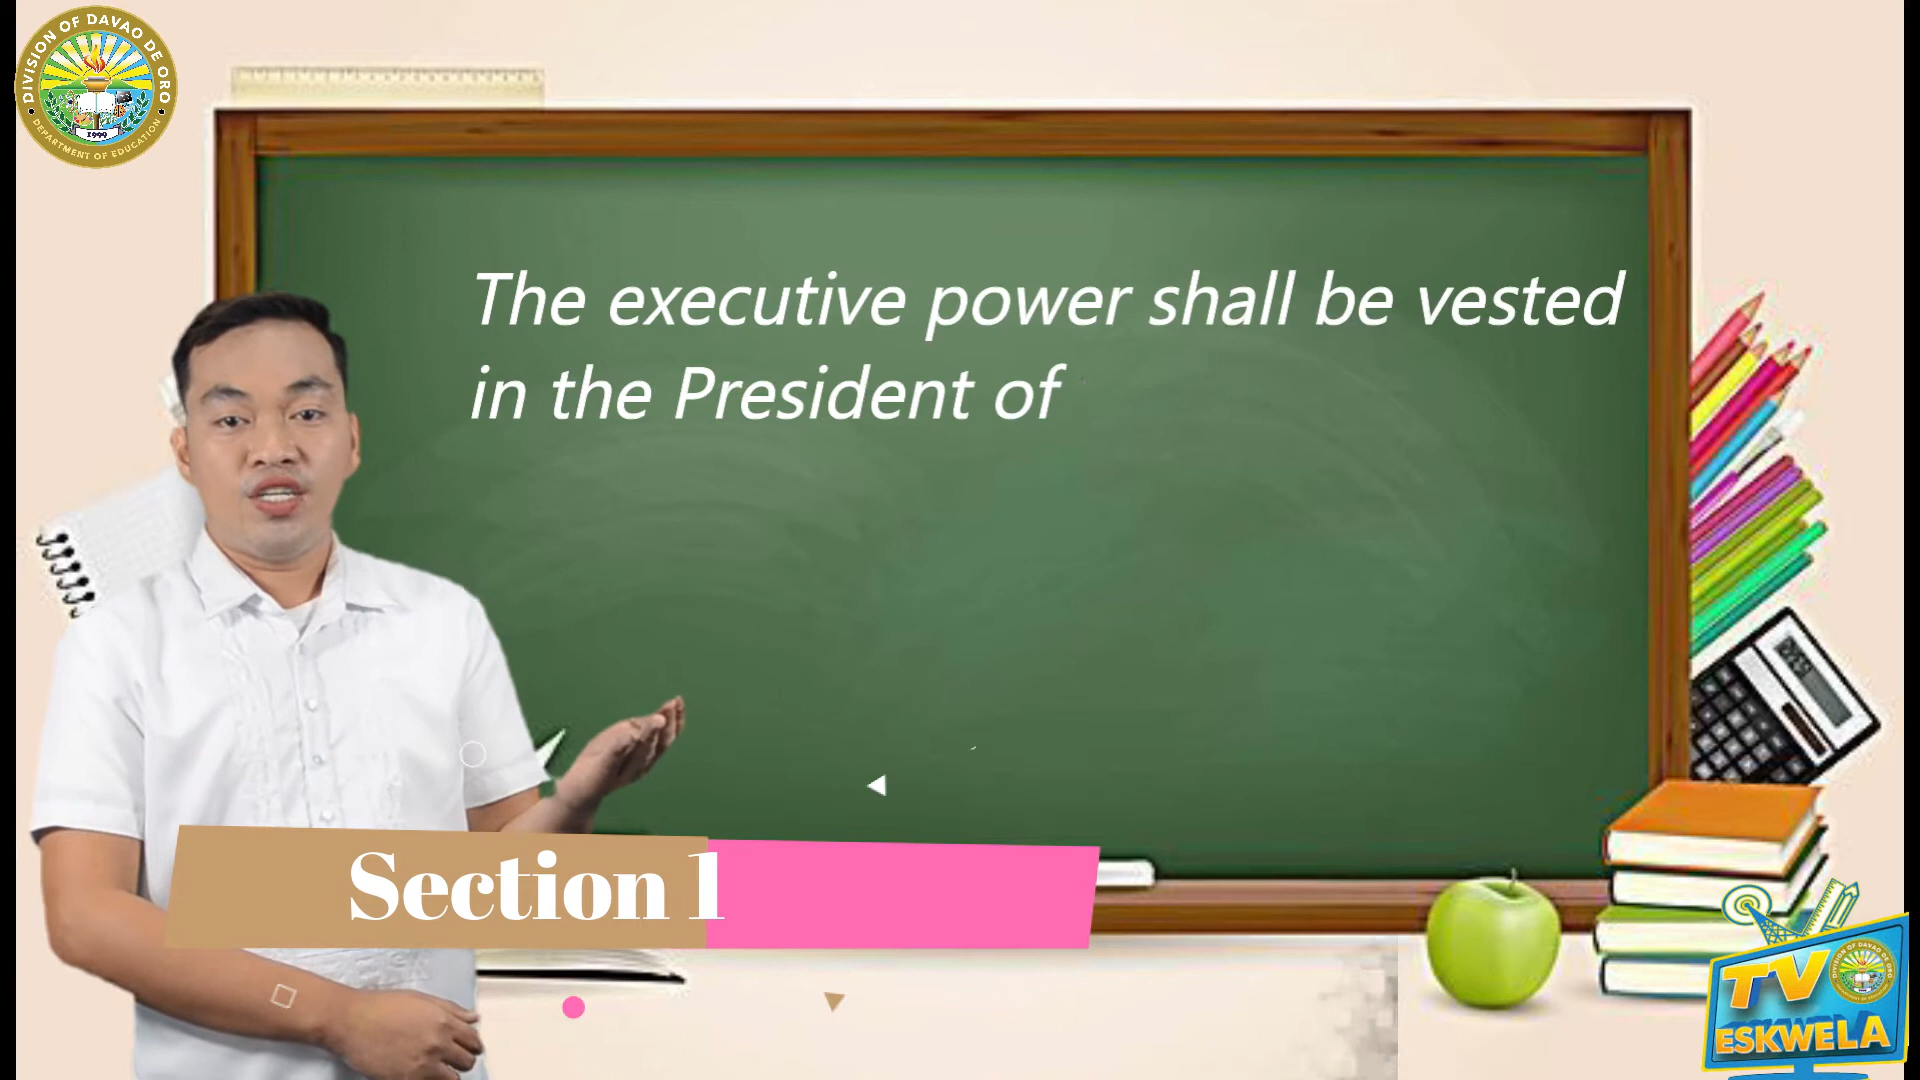 DIVISION OF DAVAO DE ORO
DEPARTMENT OF EDUCATION
1999
The executive power shall be vested
in the President of
Section 1
TV
ESKWELA